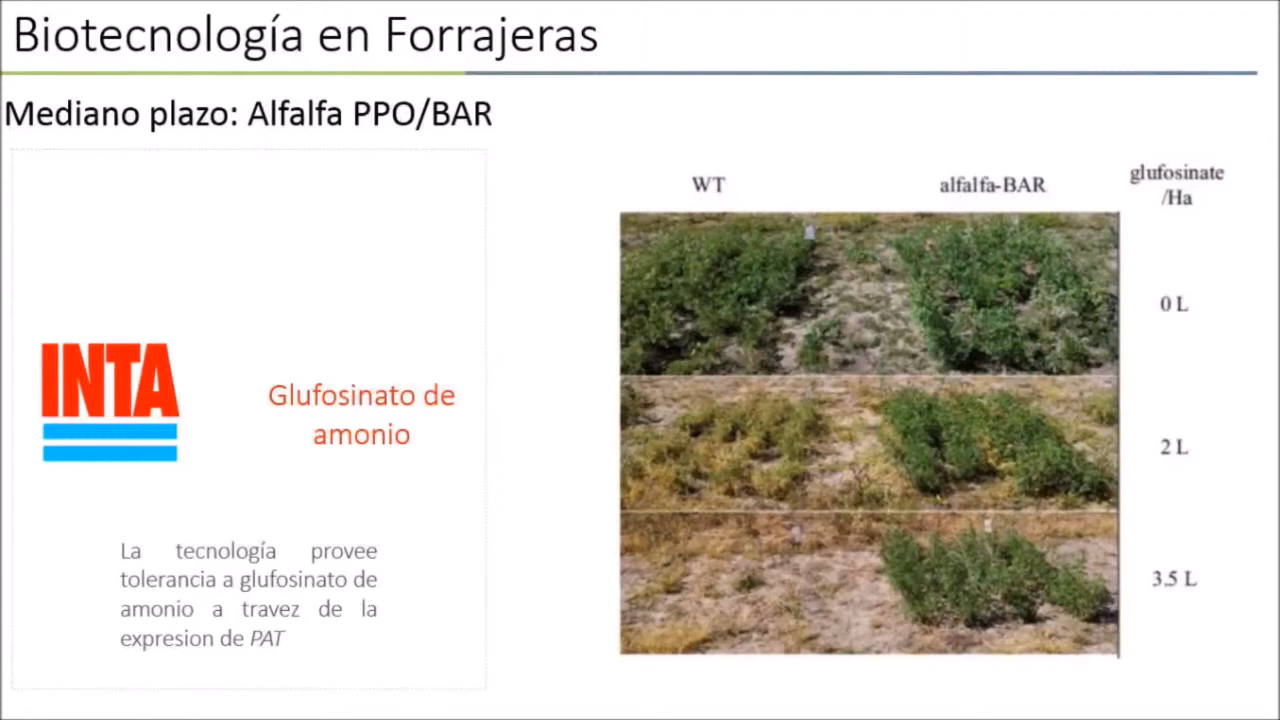 Biotecnología en Forrajeras
Mediano plazo: Alfalfa PPO/BAR
INTA
Glufosinato de
amonio
La tecnología provee
tolerancia a glufosinato de
amonio a travez de la
expresion de PAT
WT
alfalfa-BAR
glufosinate
/Ha
0 L
2 L
3.5 L